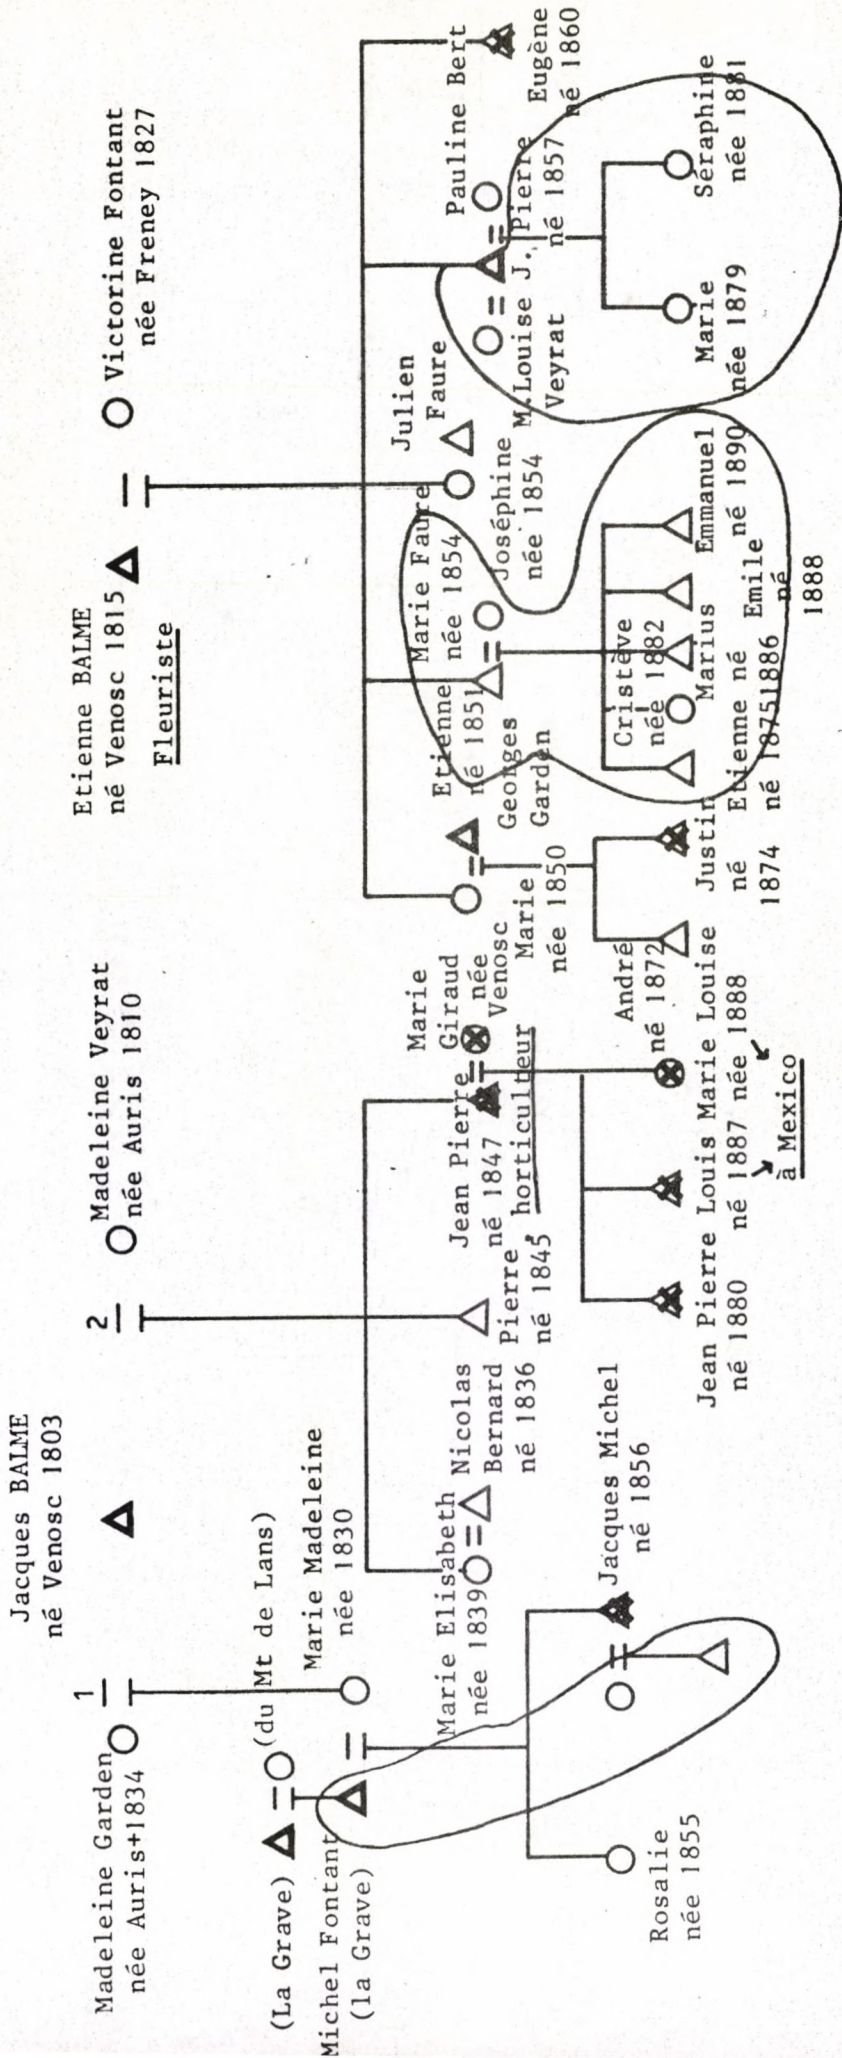 Jacques BALME
né Venosc 1803
Etienne BALME
né Venosc 1815
Fleuriste
Madeleine Garden
née Auris+1834
1
2
Madeleine Veyrat
née Auris 1810
Victorine Fontant
née Freney 1827
(La Grave)
(du Mt de Lans)
Michel Fontant
(la Grave)
Marie Madeleine
née 1830
Marie Elisabeth
née 1839
Nicolas
Bernard
né 1836
Pierre
né 1845
Jean Pierre
né 1847
horticulteur
Marie
Giraud
née
Venosc
Marie
née 1850
Georges
Garden
Etienne
né 1851
Marie Faure
née 1854
Joséphine
née 1854
Julien
Faure
M.Louise
Veyrat
J. Pierre
né 1857
Pauline Bert
Eugène
né 1860
Rosalie
née 1855
Jacques Michel
né 1856
Jean Pierre
né 1880
Louis
né 1887
Marie Louise
née 1888
à Mexico
André
né 1872
Justin
né
1874
Etienne
né 1875
Cristève
née 1882
Marius
né
1886
Emile
né
1888
Emmanuel
né 1890
Marie
née 1879
Séraphine
née 1881